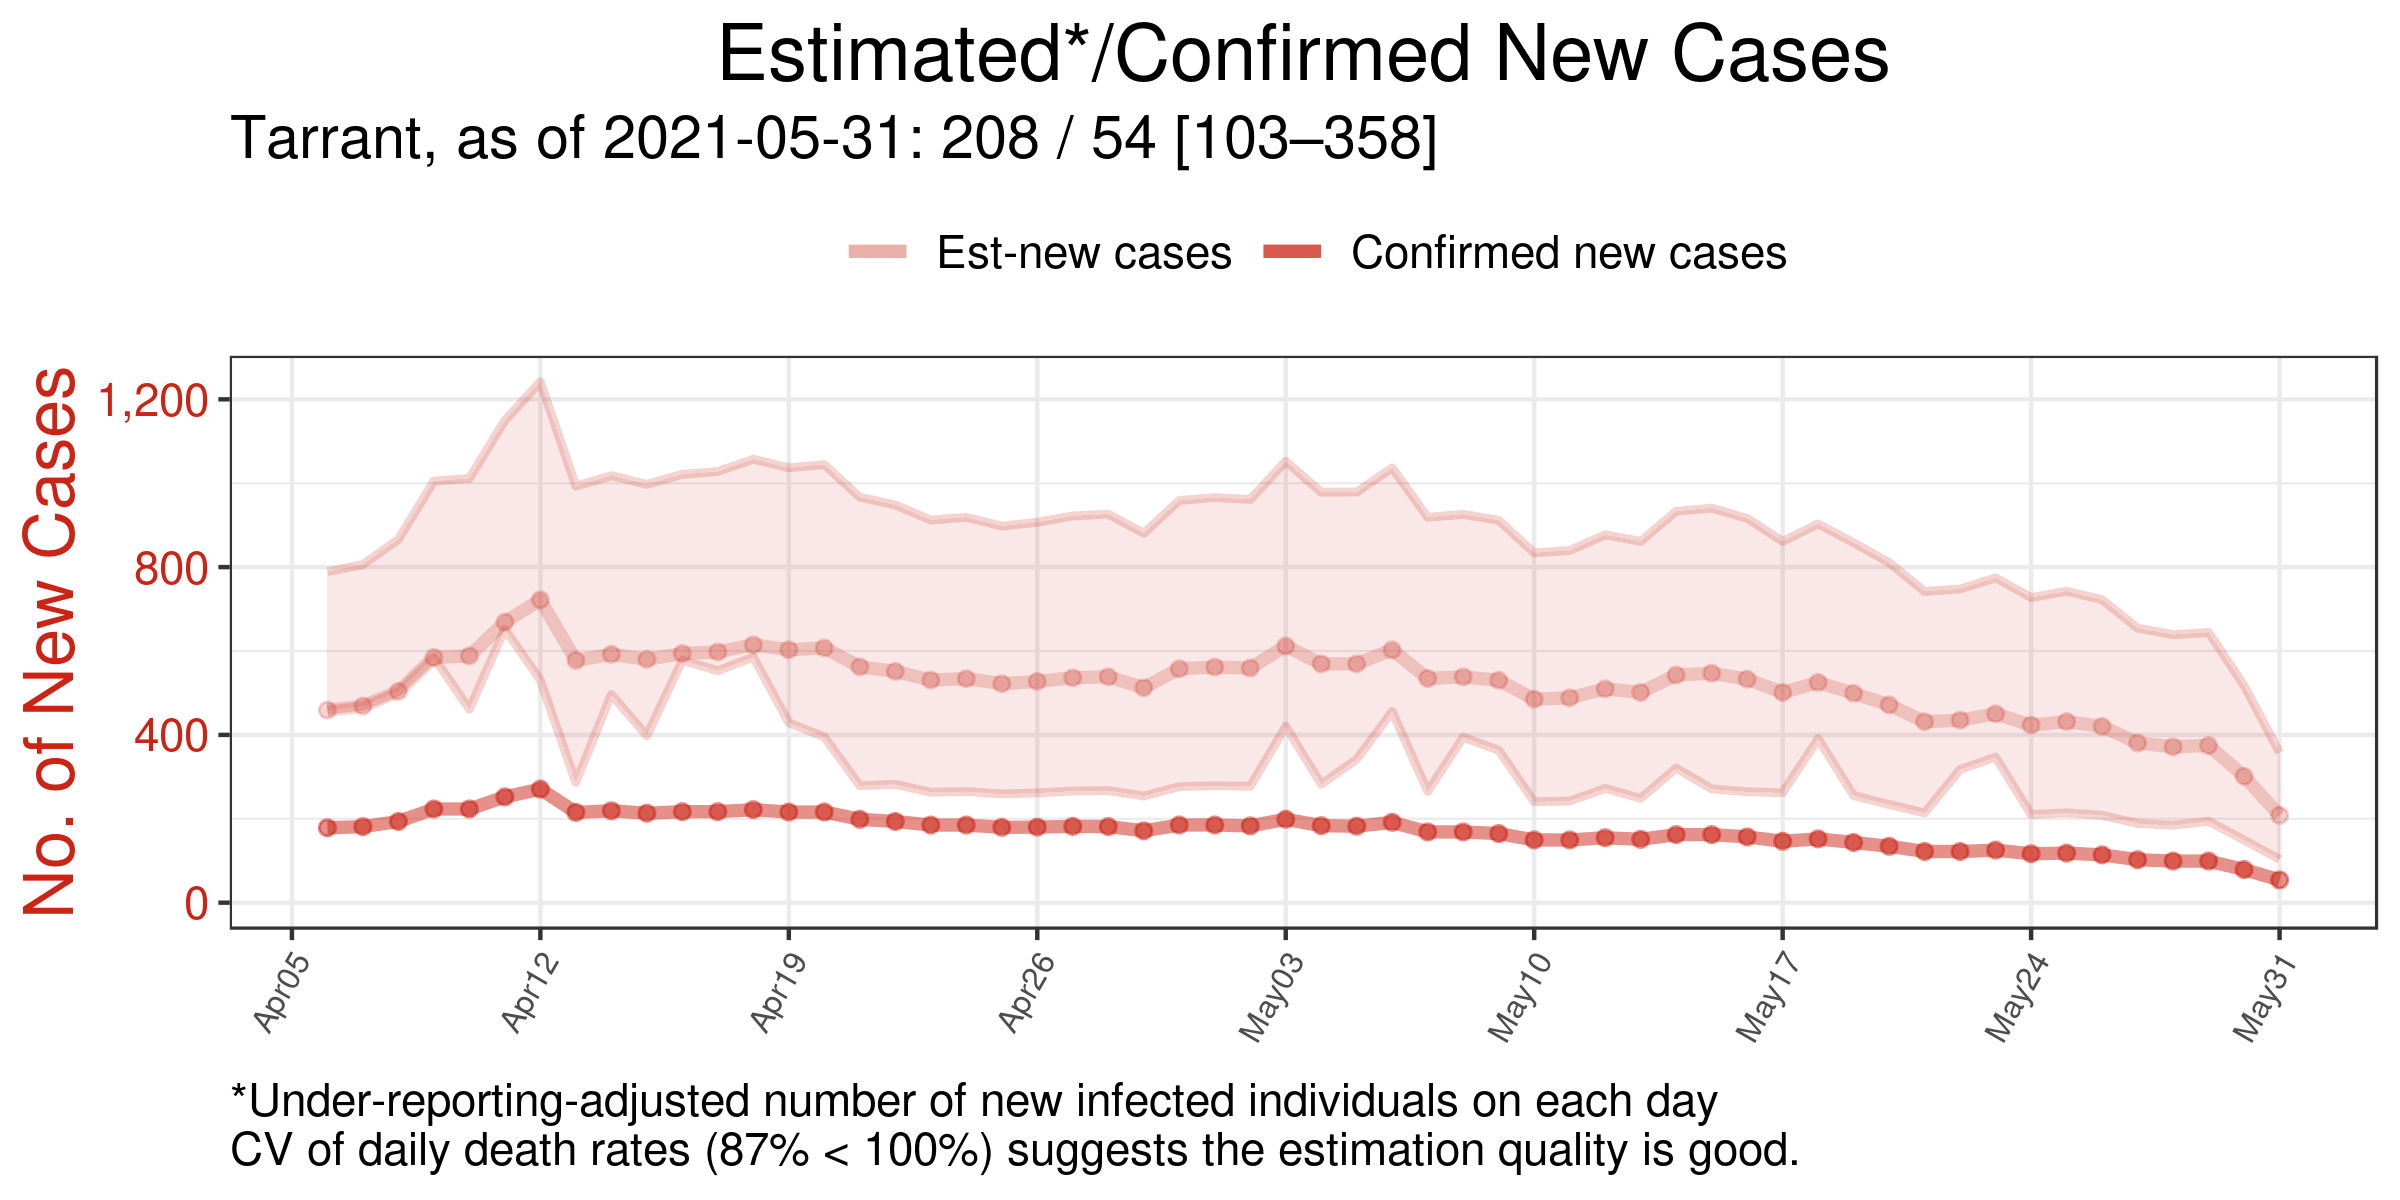 Estimated*/Confirmed New Cases
Tarrant, as of 2021-05-31: 208 / 54 [103–358]
Est-new cases
Confirmed new cases
No. of New Cases
1,200
800
400
0
Apr05
Apr12
Apr19
Apr26
May03
May10
May17
May24
May31
*Under-reporting-adjusted number of new infected individuals on each day
CV of daily death rates (87% < 100%) suggests the estimation quality is good.